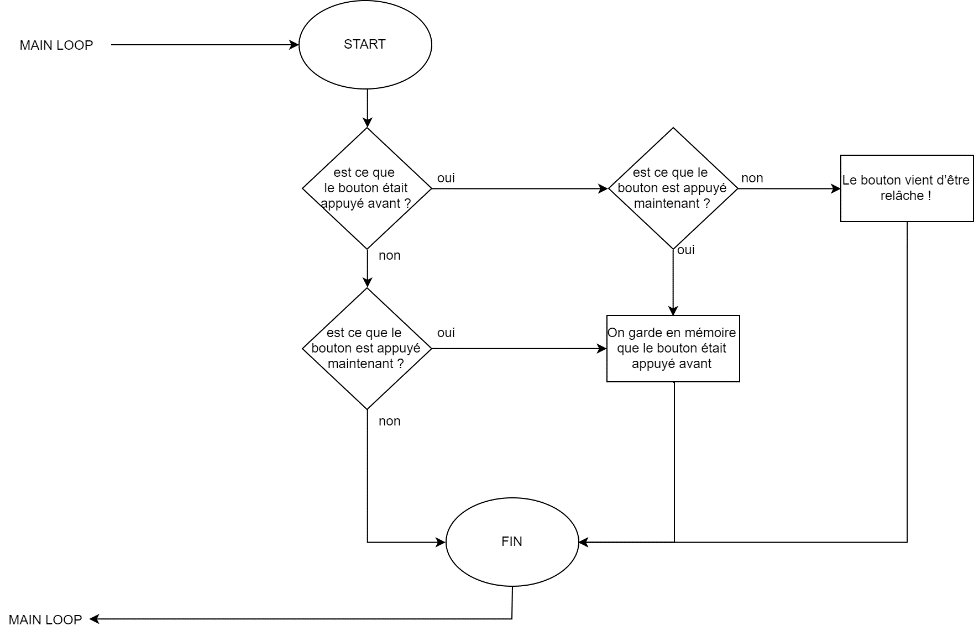 MAIN LOOP
START
est ce que
le bouton était
appuyé avant ?
oui
est ce que le
bouton est appuyé
maintenant ?
non
Le bouton vient d'être
relâche !
non
oui
est ce que le
bouton est appuyé
maintenant ?
oui
On garde en mémoire
que le bouton était
appuyé avant
non
FIN
MAIN LOOP